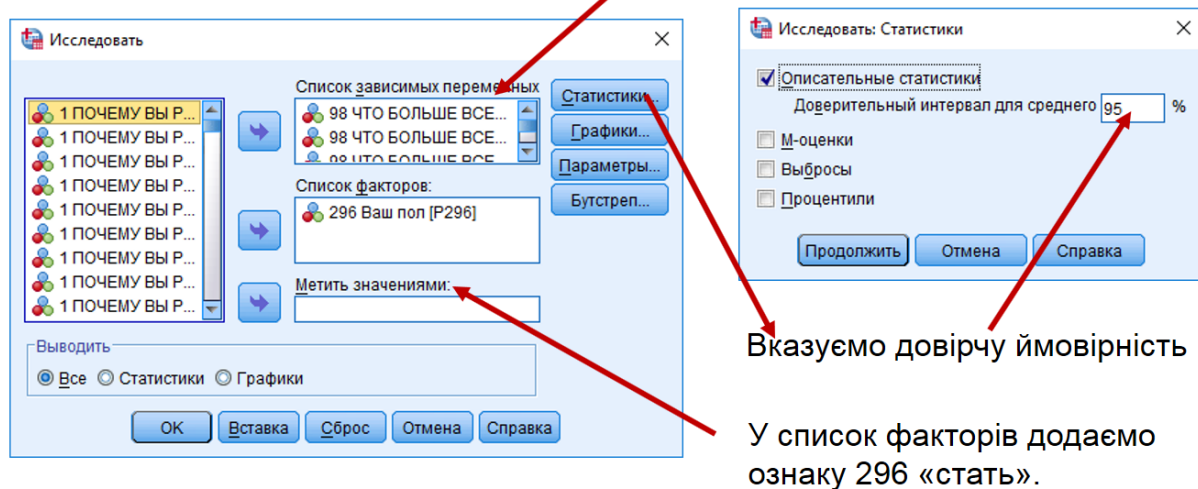 Исследовать
Список зависимых переменных
1 ПОЧЕМУ ВЫ Р...
1 ПОЧЕМУ ВЫ Р...
1 ПОЧЕМУ ВЫ Р...
1 ПОЧЕМУ ВЫ Р...
1 ПОЧЕМУ ВЫ Р...
1 ПОЧЕМУ ВЫ Р...
1 ПОЧЕМУ ВЫ Р...
1 ПОЧЕМУ ВЫ Р...
1 ПОЧЕМУ ВЫ Р...
98 ЧТО БОЛЬШЕ ВСЕ...
98 ЧТО БОЛЬШЕ ВСЕ...
98 ЧТО БОЛЬШЕ ВСЕ...
Список факторов:
296 Ваш пол [P296]
Метить значениями:
Статистики...
Графики...
Параметры...
Бутстреп...
Выводить
Все Статистики Графики
OK Вставка Сброс Отмена Справка
Исследовать: Статистики
Описательные статистики
Доверительный интервал для среднего 95 %
М-оценки
Выбросы
Процентили
Продолжить Отмена Справка
Вказуємо довірчу ймовірність
У список факторів додаємо
ознаку 296 «стать».